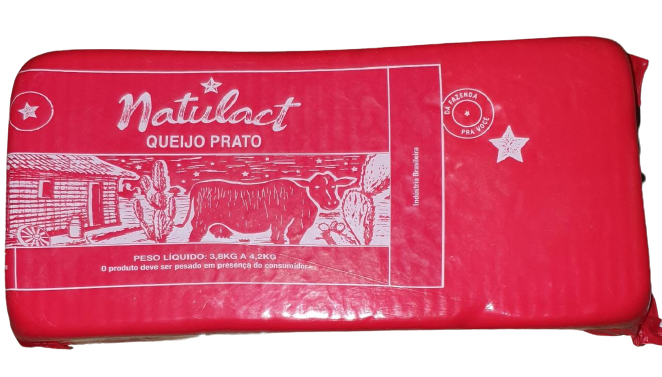 Natulact
QUEIJO PRATO
PESO LÍQUIDO: 3,8KG A 4,2KG
O produto deve ser pesado em presença do consumidor
Indústria Brasileira
DA FAZENDA
PRA VOCÊ